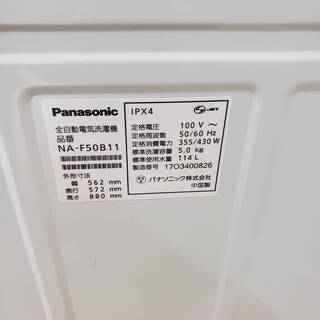 Panasonic
全自動電気洗濯機
品番
NA-F50B11
外形寸法
幅 562 mm
奥行 572 mm
高さ 880 mm
IPX4
JET
定格電圧 100 V ~
定格周波数 50/60 Hz
定格消費電力 355/430 W
標準洗濯容量 5.0 kg
標準使用水量 114 L
製造番号 1703400826
パナソニック株式会社
中国製